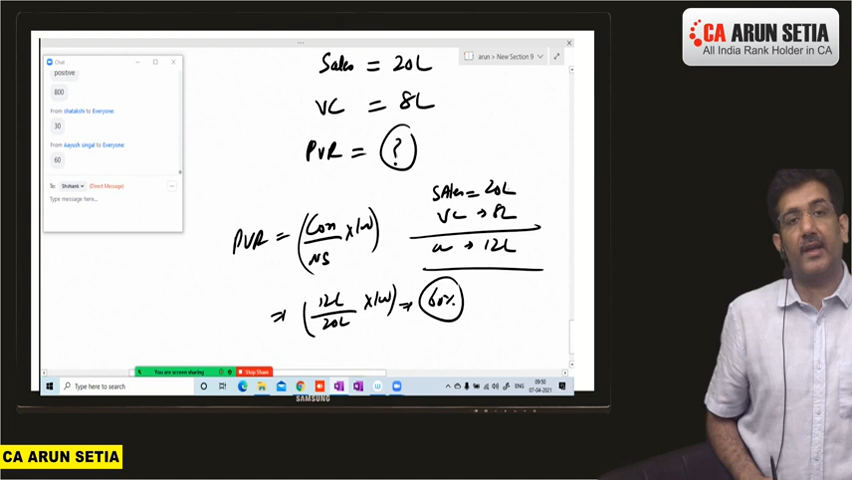 CA ARUN SETIA
All India Rank Holder in CA
arun > New Section 9
Chat
positive
800
From shatakshi to Everyone:
30
From Aayush singal to Everyone:
60
To: Shihank (Direct Message)
Type message here...
Sales = 20L
VC = 8L
PVR = ?
SAles = 20L
VC → 8L
→ 12L
PVR = (Con/NS × 100)
⇒ (12L/20L × 100) ⇒ 60%
You are screen sharing
Stop Share
Type here to search
ENG
09:50
07-04-2021
SAMSUNG
CA ARUN SETIA